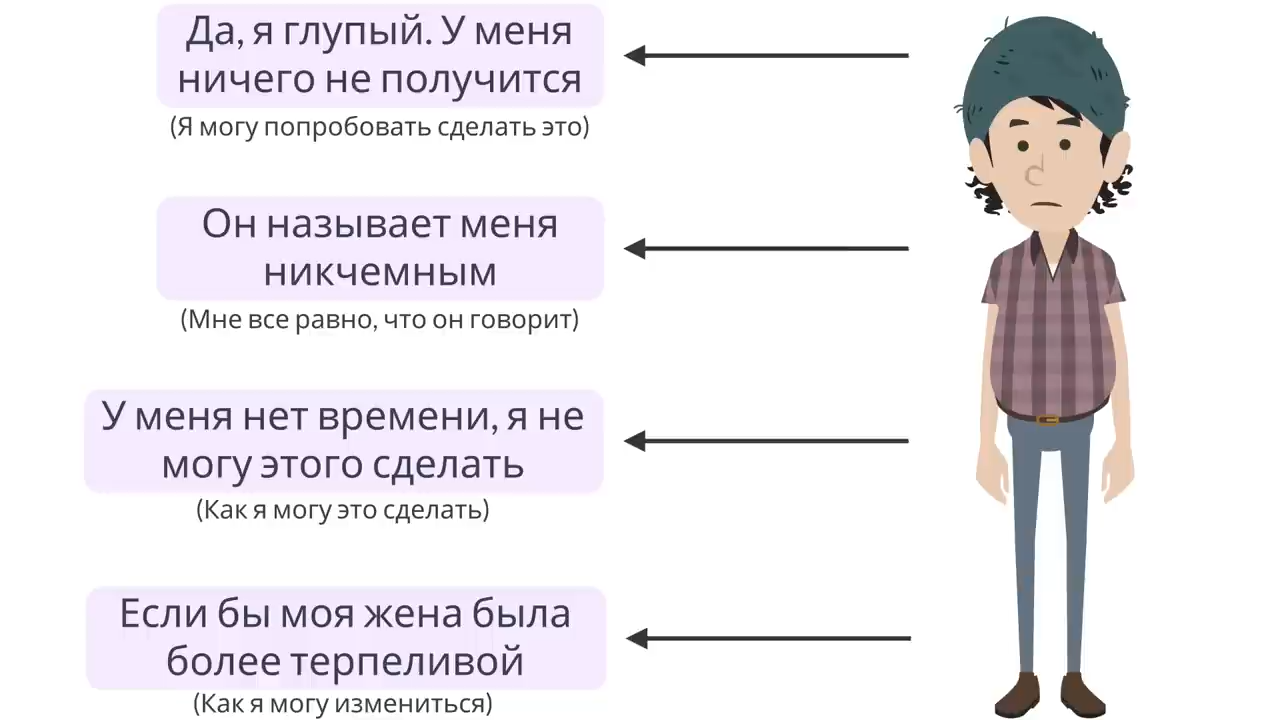 Да, я глупый. У меня
ничего не получится
(Я могу попробовать сделать это)
Он называет меня
никчемным
(Мне все равно, что он говорит)
У меня нет времени, я не
могу этого сделать
(Как я могу это сделать)
Если бы моя жена была
более терпеливой
(Как я могу измениться)